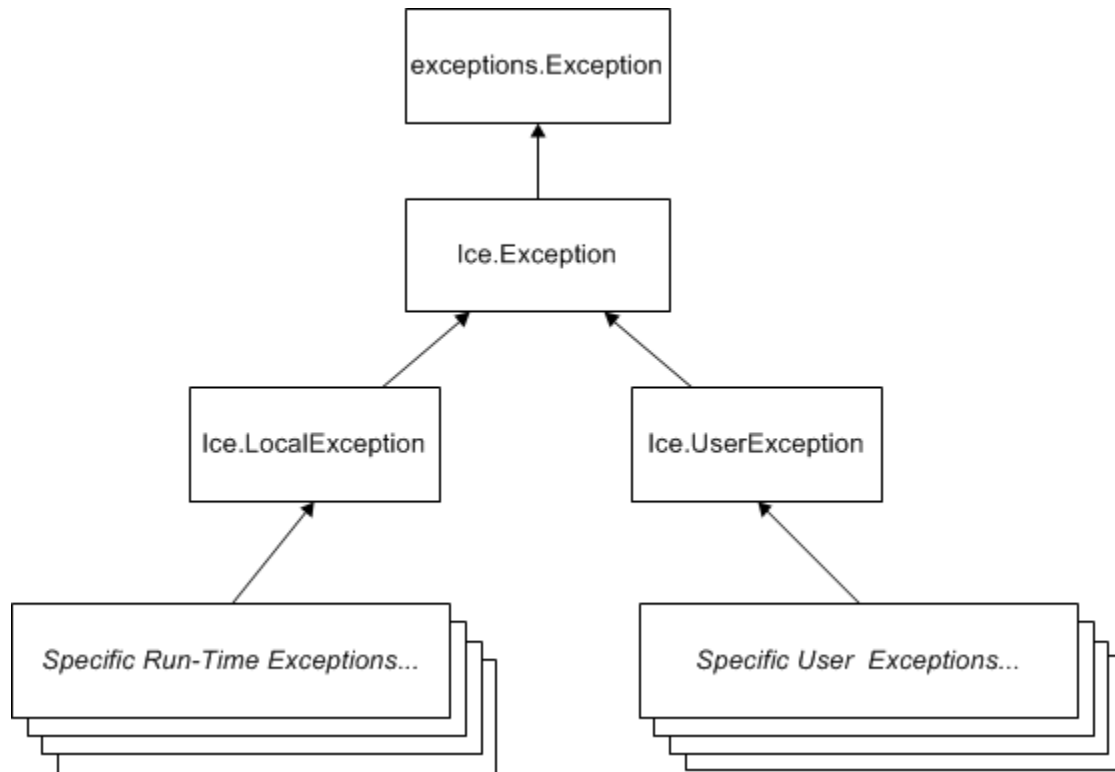 exceptions.Exception
Ice.Exception
Ice.LocalException
Ice.UserException
Specific Run-Time Exceptions...
Specific User Exceptions...